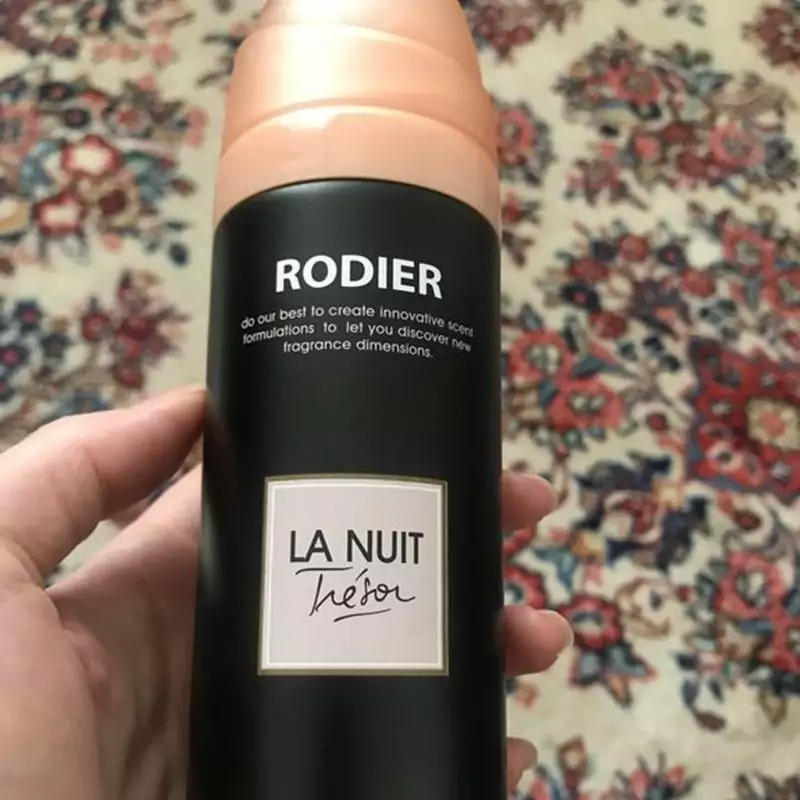 RODIER
do our best to create innovative scent
formulations to let you discover new
fragrance dimensions.
LA NUIT
Trésor